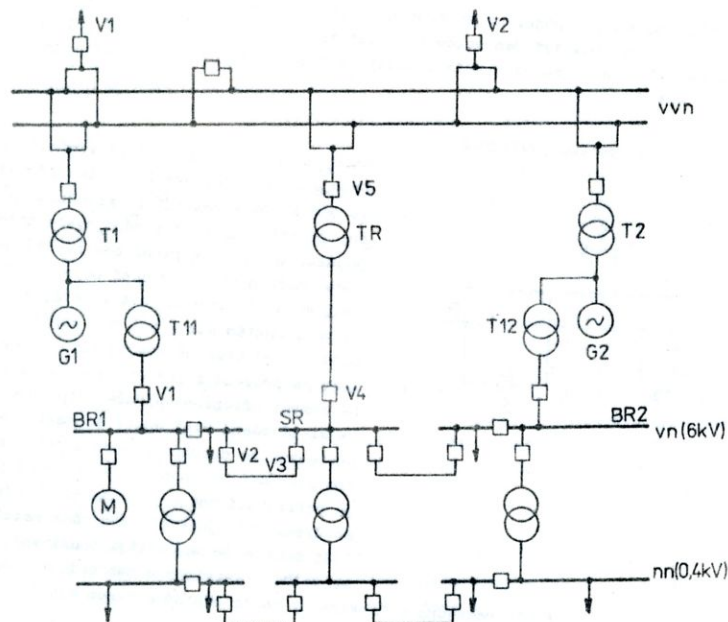 V1
V2
vvn
V5
T1
TR
T2
T11
T12
G1
G2
V1
V4
BR1
SR
BR2
vn(6kV)
V2
V3
M
nn(0,4kV)